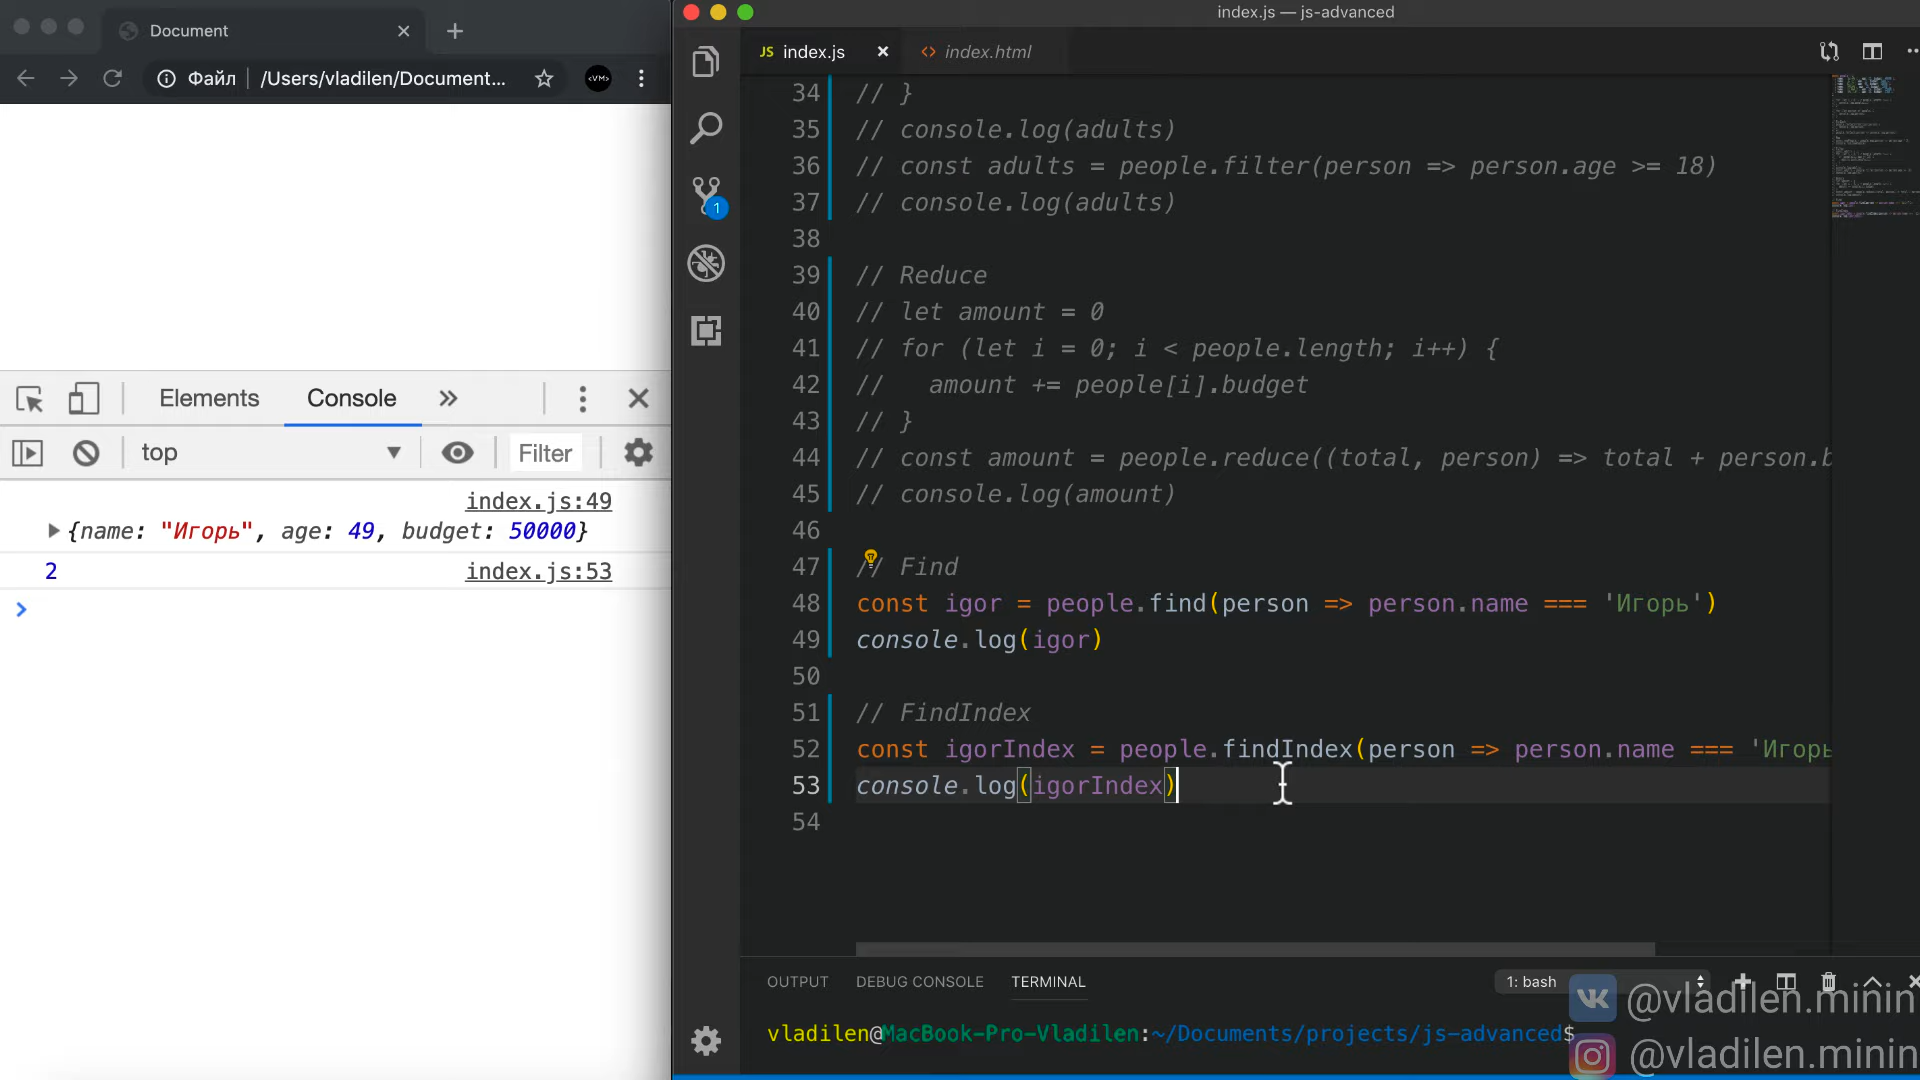 Document
Файл /Users/vladilen/Document...
<VM>
Elements Console
top Filter
index.js:49
{name: "Игорь", age: 49, budget: 50000}
2 index.js:53
index.js — js-advanced
JS index.js index.html
34 // }
35 // console.log(adults)
36 // const adults = people.filter(person => person.age >= 18)
37 // console.log(adults)
38
39 // Reduce
40 // let amount = 0
41 // for (let i = 0; i < people.length; i++) {
42 // amount += people[i].budget
43 // }
44 // const amount = people.reduce((total, person) => total + person.b
45 // console.log(amount)
46
47 // Find
48 const igor = people.find(person => person.name === 'Игорь')
49 console.log(igor)
50
51 // FindIndex
52 const igorIndex = people.findIndex(person => person.name === 'Игорь
53 console.log(igorIndex)
54
1
OUTPUT DEBUG CONSOLE TERMINAL 1: bash
vladilen@MacBook-Pro-Vladilen:~/Documents/projects/js-advanced$
@vladilen.minin
@vladilen.minin